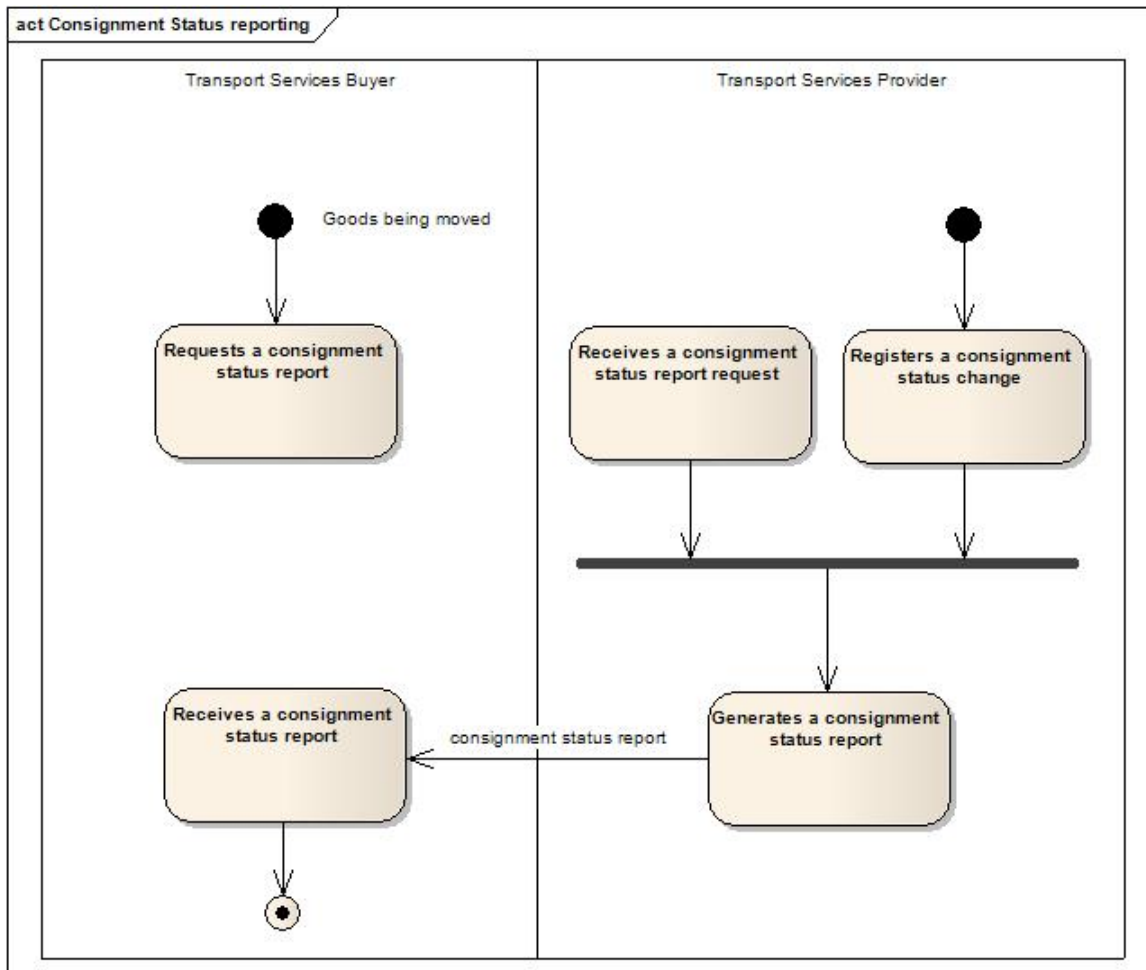 act Consignment Status reporting
Transport Services Buyer
Transport Services Provider
Goods being moved
Requests a consignment
status report
Receives a consignment
status report request
Registers a consignment
status change
Receives a consignment
status report
consignment status report
Generates a consignment
status report